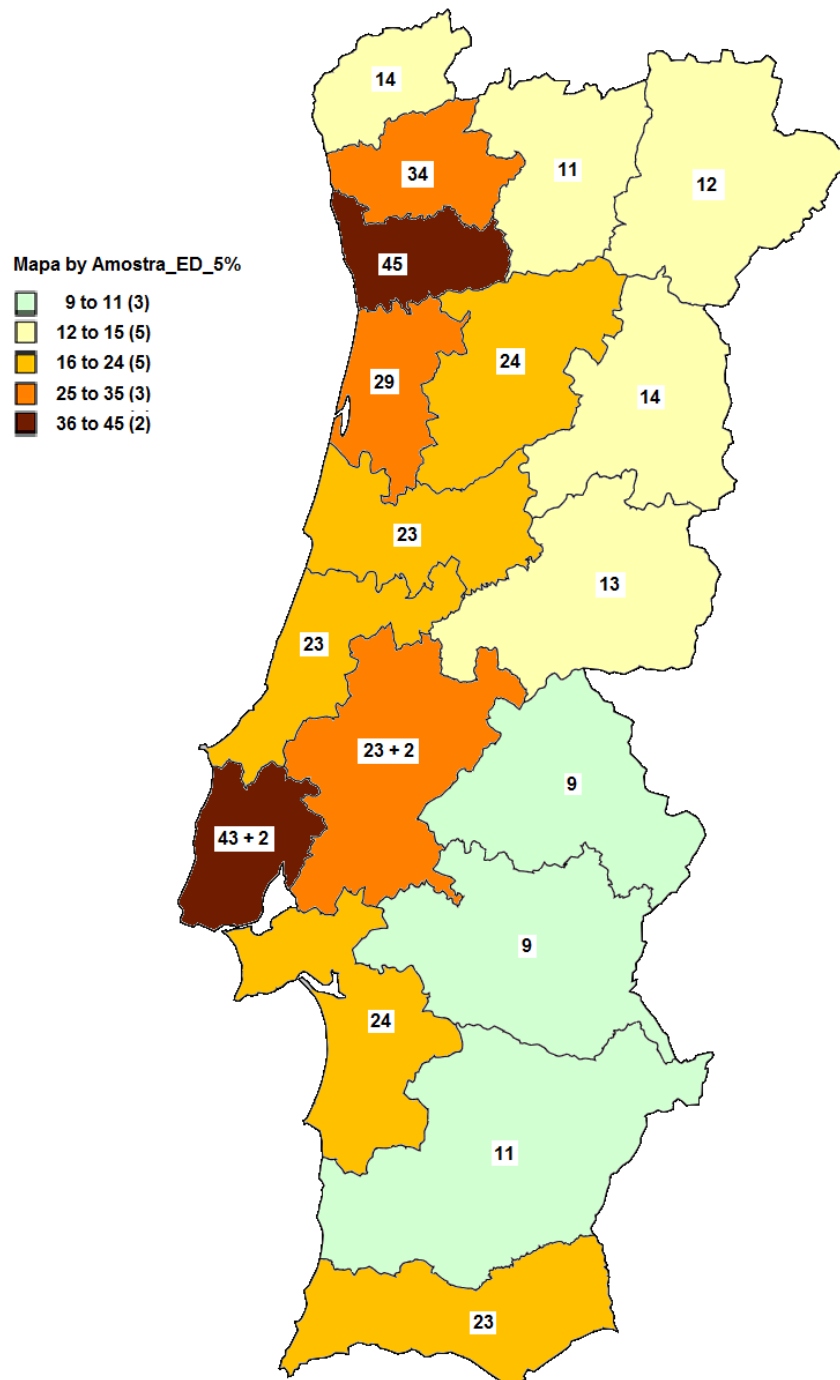 14
34
11
12
45
Mapa by Amostra_ED_5%
9 to 11 (3)
12 to 15 (5)
16 to 24 (5)
25 to 35 (3)
36 to 45 (2)
24
29
14
23
13
23
23 + 2
9
43 + 2
9
24
11
23